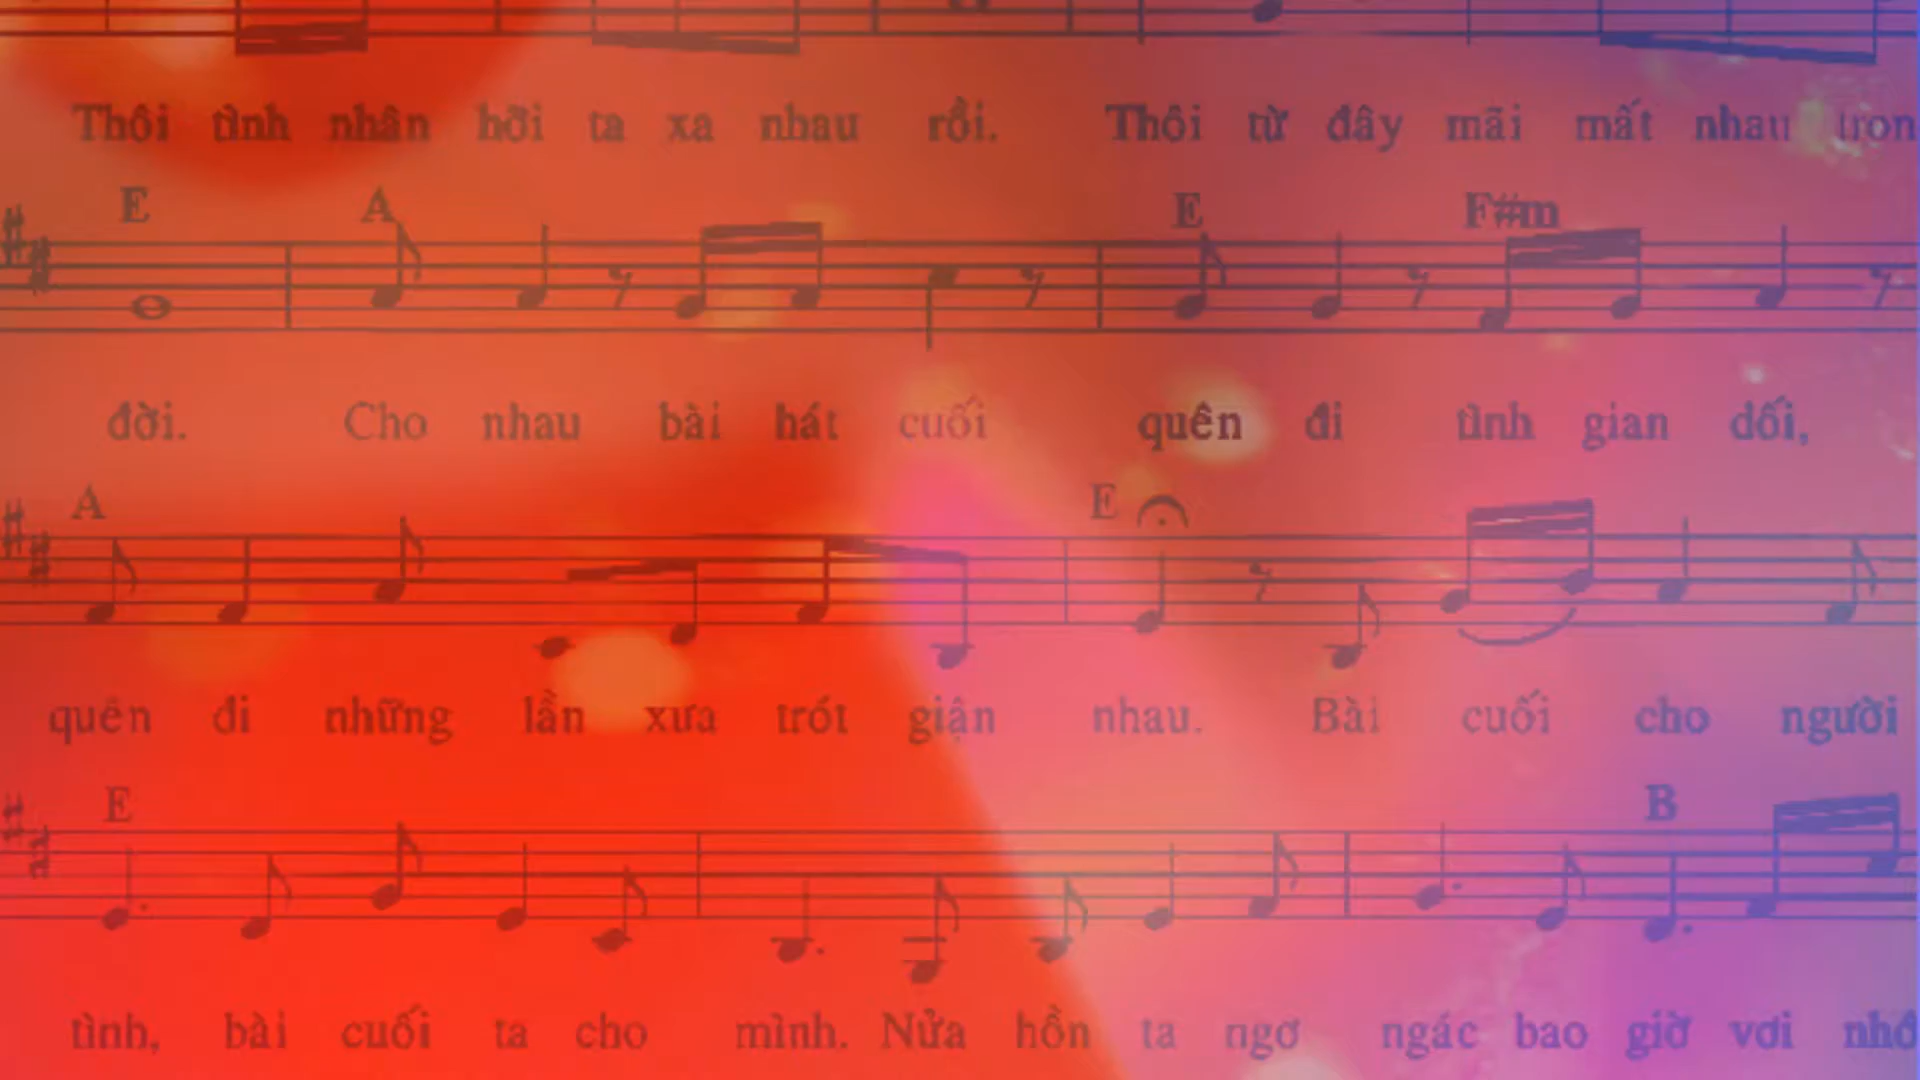 Thôi tình nhân hỡi ta xa nhau rồi. Thôi từ đây mãi mất nhau trọn
E A E F#m
đời. Cho nhau bài hát cuối quên đi tình gian dối,
A E
quên đi những lần xưa trót giận nhau. Bài cuối cho người
E B
tình, bài cuối ta cho mình. Nửa hồn ta ngơ ngác bao giờ vơi nhớ